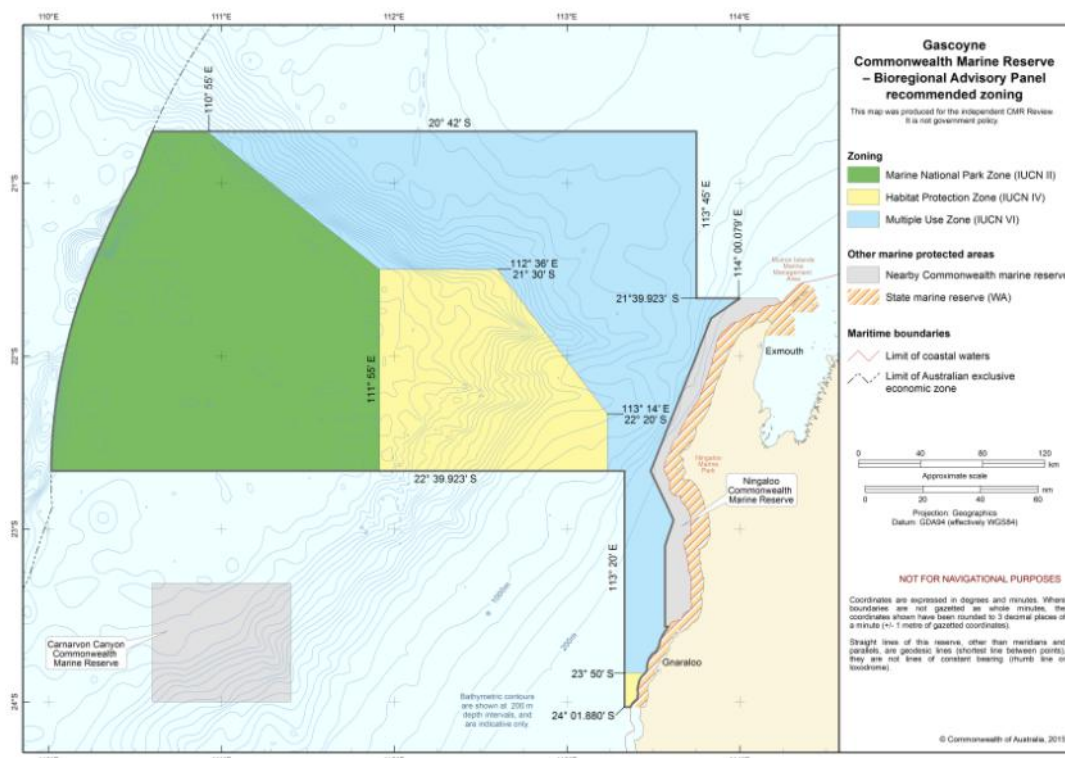 110°E
111°E
112°E
113°E
114°E
Gascoyne
Commonwealth Marine Reserve
– Bioregional Advisory Panel
recommended zoning
This map was produced for the independent CMR Review
It is not government policy.
110° 55' E
20° 42' S
21°S
113° 45' E
114° 00.079' E
Zoning
Marine National Park Zone (IUCN II)
Habitat Protection Zone (IUCN IV)
Multiple Use Zone (IUCN VI)
Other marine protected areas
Nearby Commonwealth marine reserve
State marine reserve (WA)
Maritime boundaries
Limit of coastal waters
Limit of Australian exclusive
economic zone
Muiron Islands
Marine
Management
Area
112° 36' E
21° 30' S
21°39.923' S
Exmouth
22°S
111° 55' E
113° 14' E
22° 20' S
22° 39.923' S
Ningaloo
Marine
Park
Ningaloo
Commonwealth
Marine Reserve
0 40 80 120
km
Approximate scale
0 20 40 60
nm
Projection: Geographics
Datum: GDA94 (effectively WGS84)
23°S
113° 20' E
1000m
200m
NOT FOR NAVIGATIONAL PURPOSES
Coordinates are expressed in degrees and minutes. Where
boundaries are not gazetted as whole minutes, the
coordinates shown have been rounded to 3 decimal places of
a minute (+/- 1 metre of gazetted coordinates).
Straight lines of this reserve, other than meridians and
parallels, are geodesic lines (shortest line between points),
they are not lines of constant bearing (rhumb line or
loxodrome).
Carnarvon Canyon
Commonwealth
Marine Reserve
Gnaraloo
23° 50' S
24°S
24° 01.880' S
Bathymetric contours
are shown at 200 m
depth intervals, and
are indicative only.
© Commonwealth of Australia, 2015